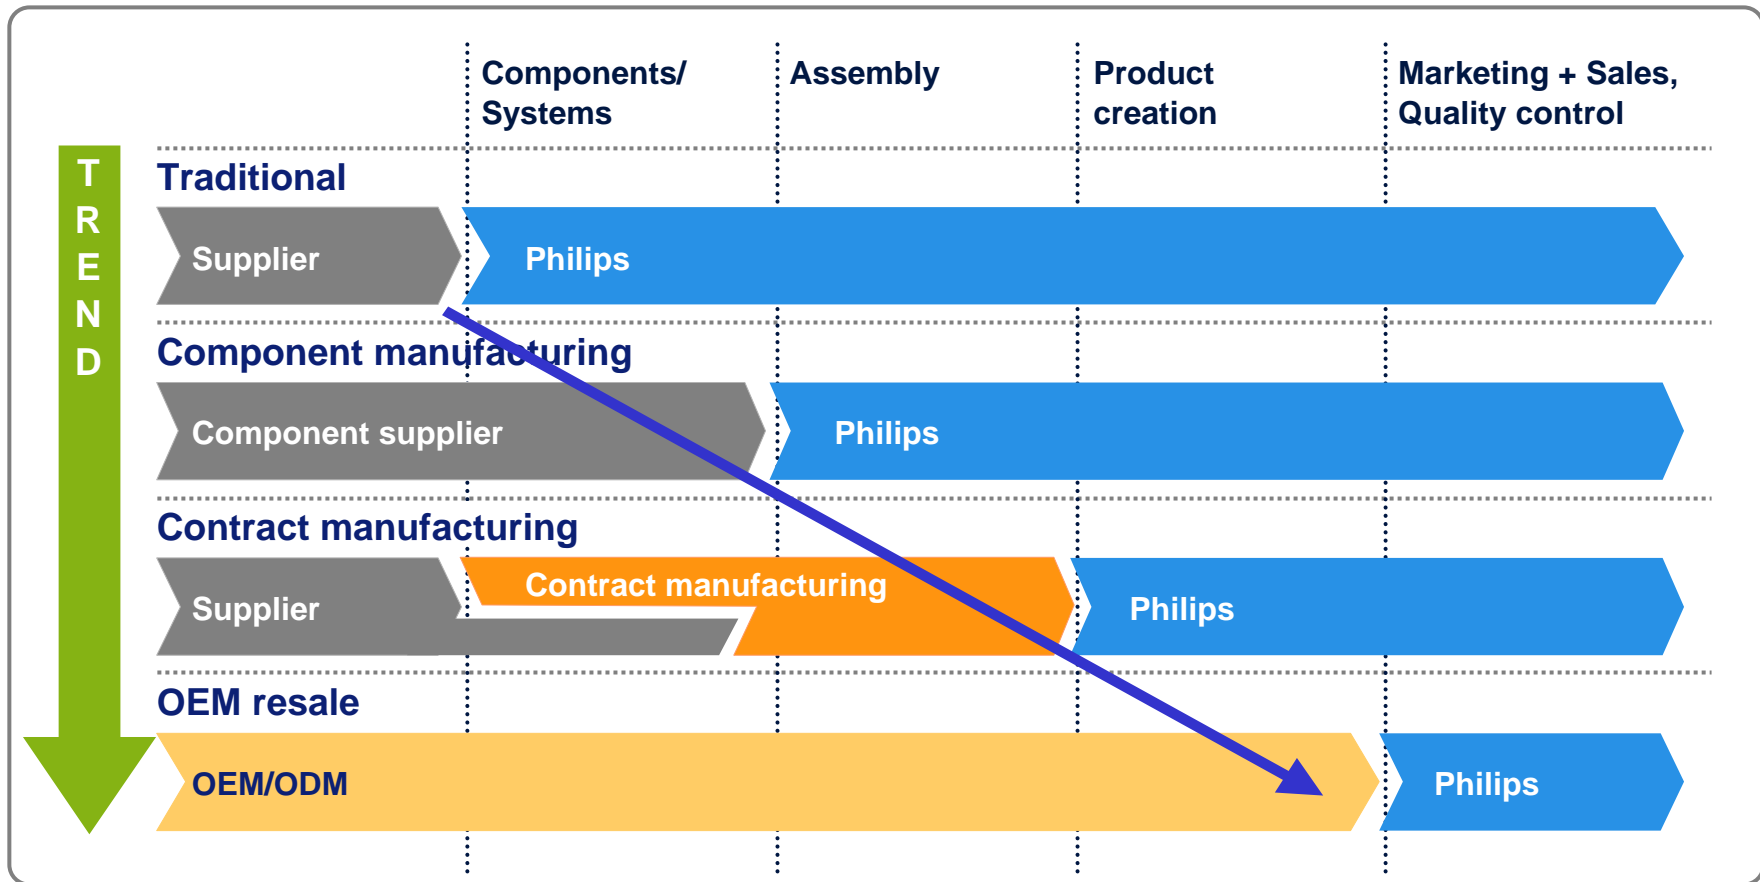 Components/
Systems
Assembly
Product
creation
Marketing + Sales,
Quality control
T
R
E
N
D
Traditional
Supplier
Philips
Component manufacturing
Component supplier
Philips
Contract manufacturing
Supplier
Contract manufacturing
Philips
OEM resale
OEM/ODM
Philips